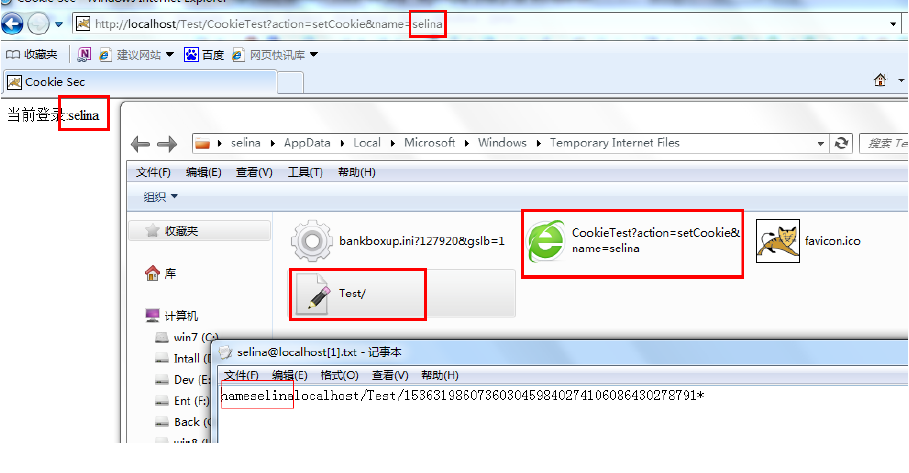 Cookie Sec - Windows Internet Explorer
http://localhost/Test/CookieTest?action=setCookie&name=selina
收藏夹 建议网站 百度 网页快讯库
Cookie Sec
当前登录:selina
selina AppData Local Microsoft Windows Temporary Internet Files
搜索 Te
文件(F) 编辑(E) 查看(V) 工具(T) 帮助(H)
组织
收藏夹
库
计算机
win7 (C:)
Intall (
Dev (E:
Ent (F:)
Back (
win8 (
bankboxup.ini?127920&gslb=1
CookieTest?action=setCookie&
name=selina
favicon.ico
Test/
selina@localhost[1].txt - 记事本
文件(F) 编辑(E) 格式(O) 查看(V) 帮助(H)
nameselinalocalhost/Test/1536319860736030459840274106086430278791*